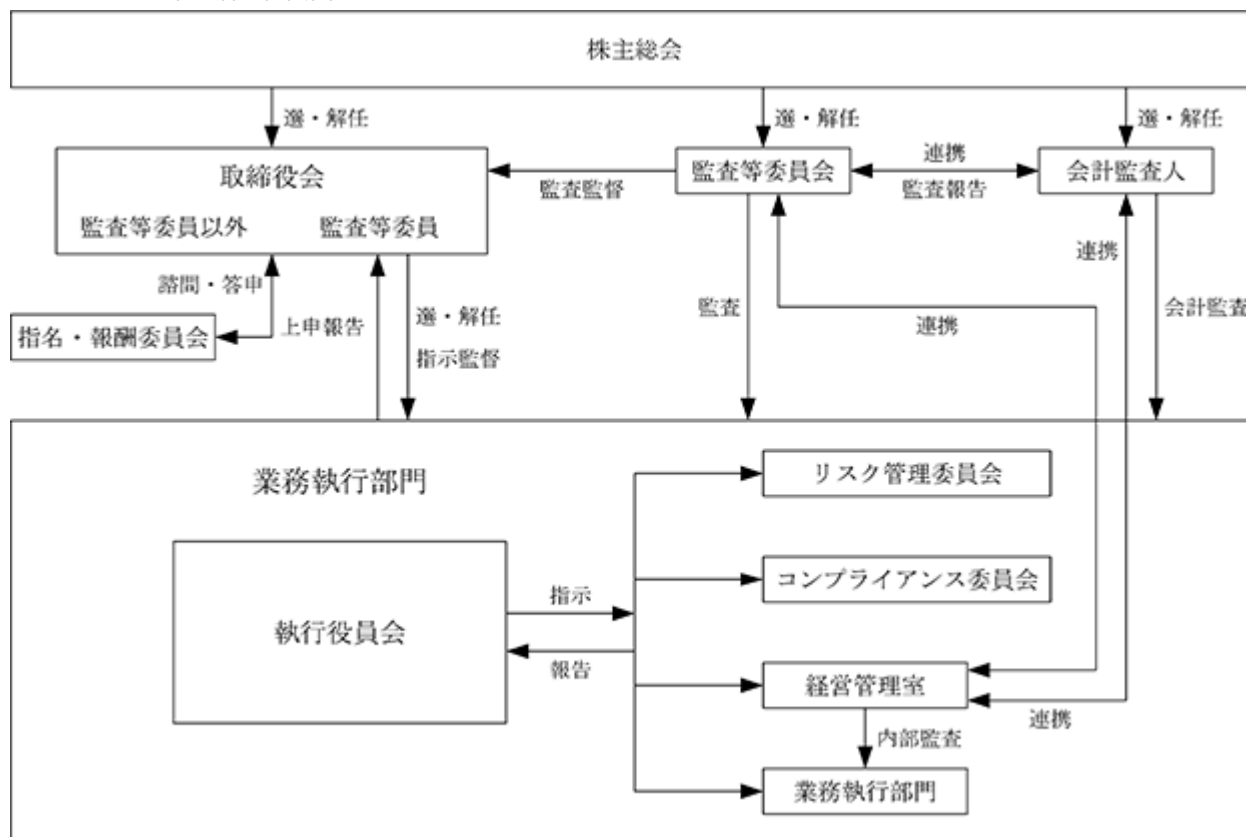 株主総会
選・解任
選・解任
選・解任
取締役会
監査等委員以外 監査等委員
監査監督
監査等委員会
連携
監査報告
会計監査人
諮問・答申
指名・報酬委員会
上申報告
選・解任
指示監督
監査
連携
連携
会計監査
業務執行部門
執行役員会
指示
報告
リスク管理委員会
コンプライアンス委員会
経営管理室
連携
内部監査
業務執行部門